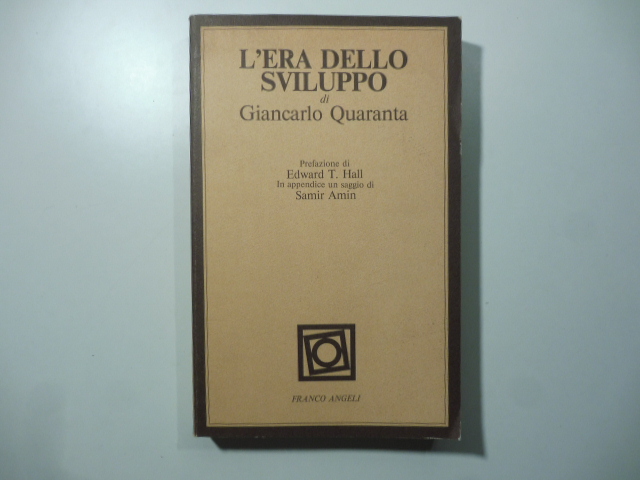 L'ERA DELLO
SVILUPPO
di
Giancarlo Quaranta
Prefazione di
Edward T. Hall
In appendice un saggio di
Samir Amin
FRANCO ANGELI